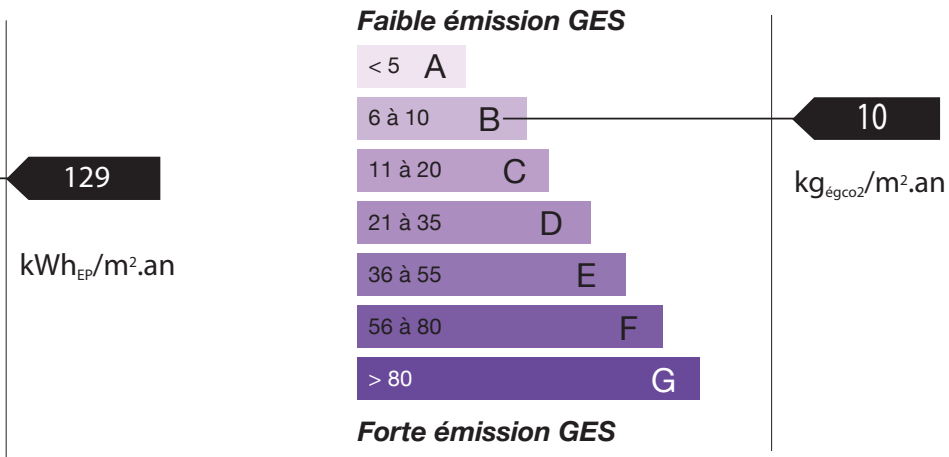 129
kWhEP/m².an
Faible émission GES
< 5 A
6 à 10 B
11 à 20 C
21 à 35 D
36 à 55 E
56 à 80 F
> 80 G
Forte émission GES
10
kgégco2/m².an